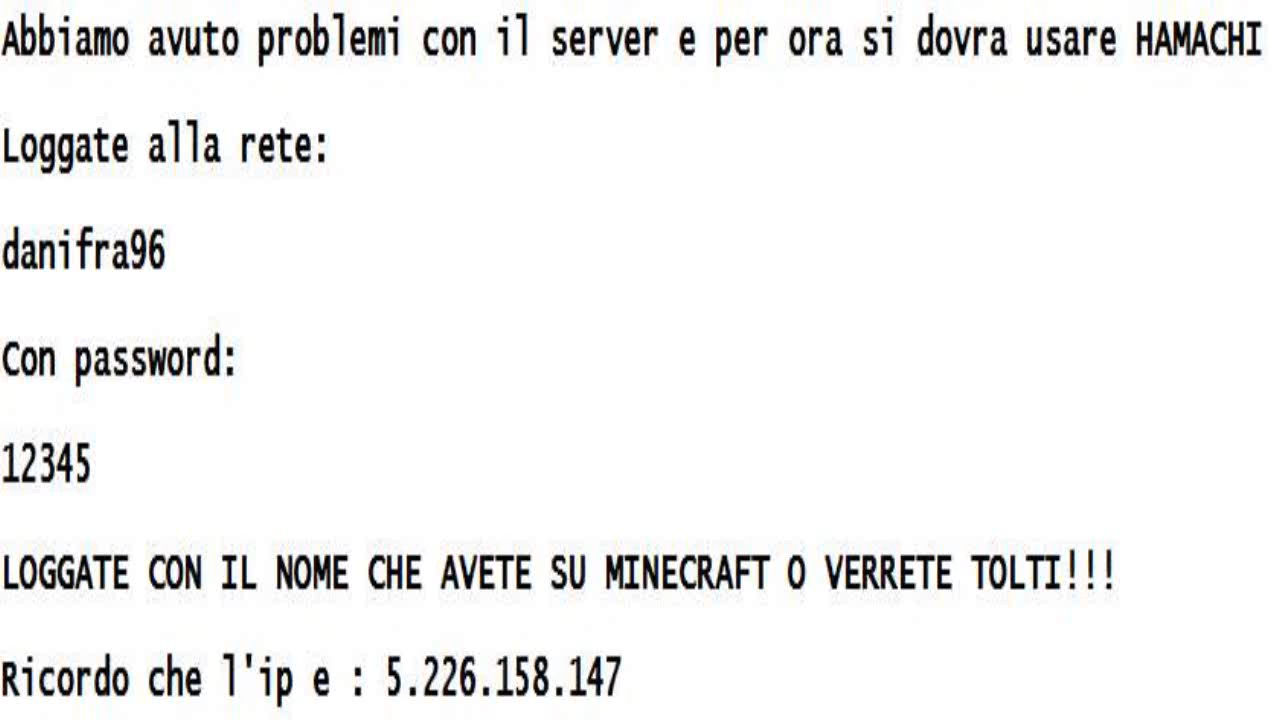 Abbiamo avuto problemi con il server e per ora si dovra usare HAMACHI
Loggate alla rete:
danifra96
Con password:
12345
LOGGATE CON IL NOME CHE AVETE SU MINECRAFT O VERRETE TOLTI!!!
Ricordo che l'ip e : 5.226.158.147